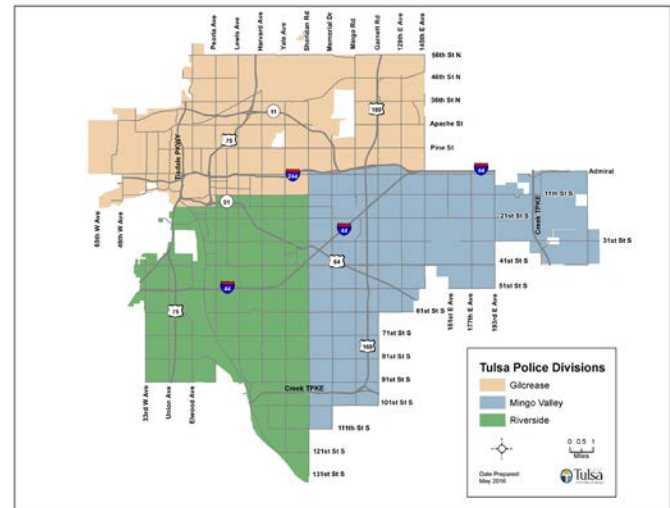 Peoria Ave
Lewis Ave
Harvard Ave
Yale Ave
Sheridan Rd
Memorial Dr
Mingo Rd
Garnett Rd
129th E Ave
145th E Ave
56th St N
46th St N
36th St N
Apache St
Pine St
11
75
169
Tisdale PKWY
244
44
Admiral
51
11th St S
21st St S
Creek TPKE
31st St S
65th W Ave
49th W Ave
44
64
41st St S
51st St S
44
75
61st St S
161st E Ave
177th E Ave
193rd E Ave
71st St S
169
81st St S
91st St S
33rd W Ave
Union Ave
Elwood Ave
Creek TPKE
101st St S
111th St S
121st St S
131st St S
Tulsa Police Divisions
Gilcrease
Mingo Valley
Riverside
0 0.5 1
Miles
Date Prepared:
May 2016
Tulsa